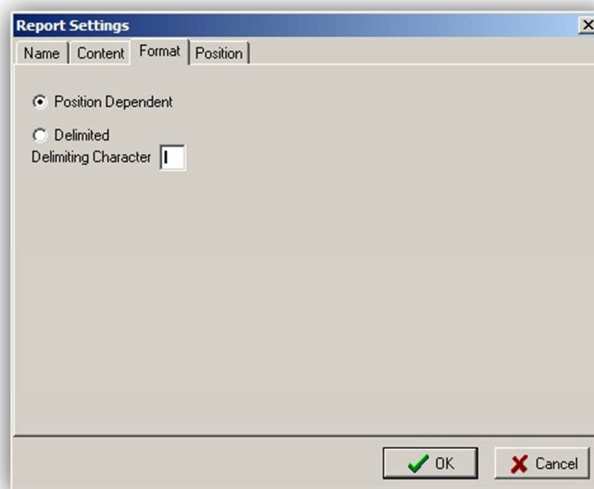 Report Settings
Name Content Format Position
Position Dependent
Delimited
Delimiting Character |
OK Cancel